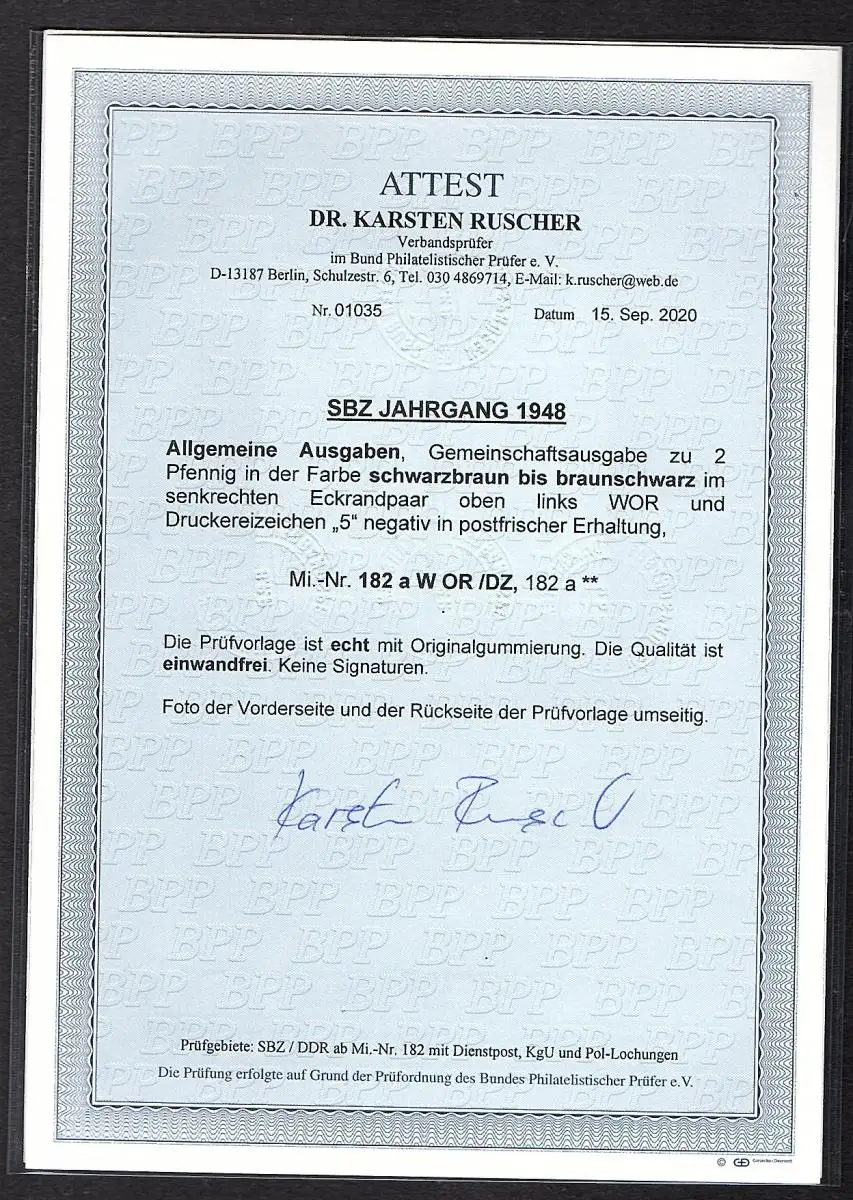 ATTEST
DR. KARSTEN RUSCHER
Verbandsprüfer
im Bund Philatelistischer Prüfer e. V.
D-13187 Berlin, Schulzestr. 6, Tel. 030 4869714, E-Mail: k.ruscher@web.de
Nr. 01035 Datum 15. Sep. 2020
SBZ JAHRGANG 1948
Allgemeine Ausgaben, Gemeinschaftsausgabe zu 2
Pfennig in der Farbe schwarzbraun bis braunschwarz im
senkrechten Eckrandpaar oben links WOR und
Druckereizeichen „5“ negativ in postfrischer Erhaltung,
Mi.-Nr. 182 a W OR /DZ, 182 a **
Die Prüfvorlage ist echt mit Originalgummierung. Die Qualität ist
einwandfrei. Keine Signaturen.
Foto der Vorderseite und der Rückseite der Prüfvorlage umseitig.
Karsten Rusc
Prüfgebiete: SBZ / DDR ab Mi.-Nr. 182 mit Dienstpost, KgU und Pol-Lochungen
Die Prüfung erfolgte auf Grund der Prüfordnung des Bundes Philatelistischer Prüfer e.V.